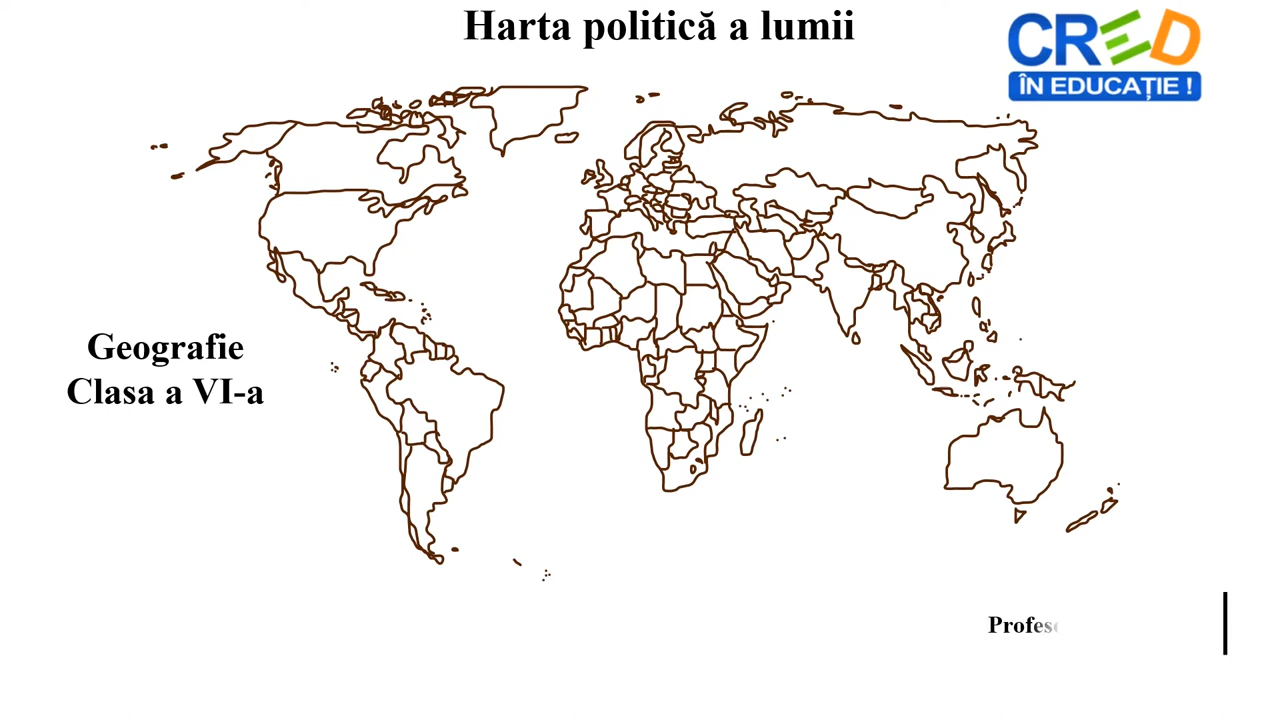 Harta politică a lumii
CRED
ÎN EDUCAȚIE !
Geografie
Clasa a VI-a